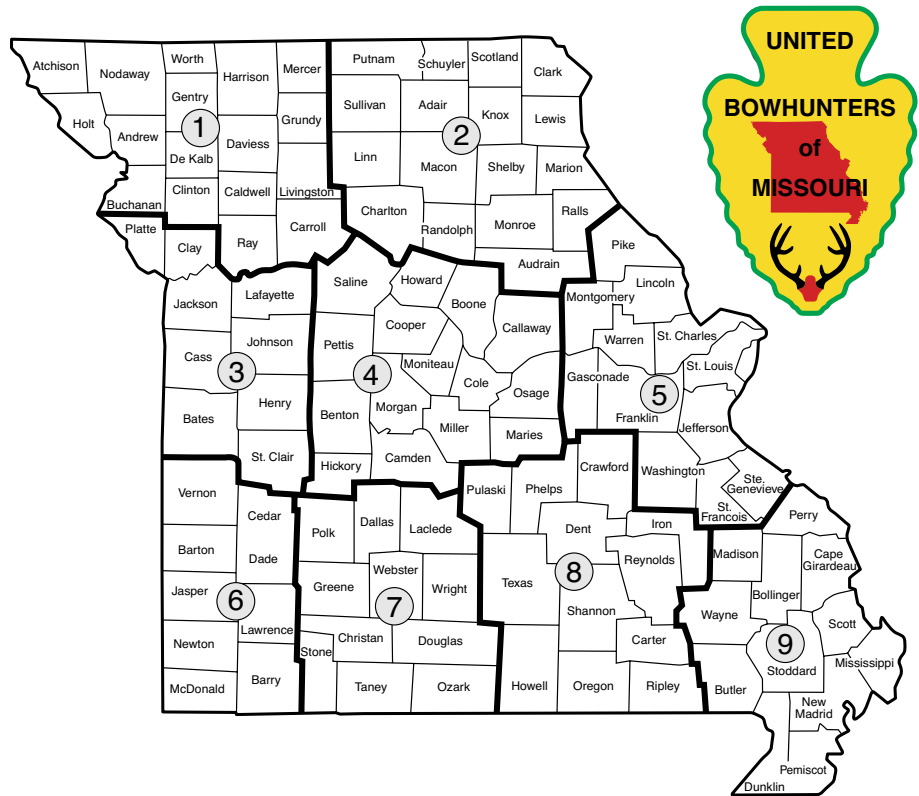 UNITED
BOWHUNTERS
of
MISSOURI
Atchison
Nodaway
Worth
Harrison
Mercer
Gentry
Holt
Andrew
1
Grundy
De Kalb
Daviess
Clinton
Caldwell
Livingston
Buchanan
Ray
Carroll
Putnam
Schuyler
Scotland
Clark
Sullivan
Adair
Knox
Lewis
2
Linn
Macon
Shelby
Marion
Charlton
Randolph
Monroe
Ralls
Audrain
Platte
Clay
Jackson
Lafayette
Cass
Johnson
3
Bates
Henry
St. Clair
Saline
Howard
Boone
Cooper
Callaway
Pettis
Moniteau
4
Cole
Osage
Benton
Morgan
Miller
Maries
Hickory
Camden
Pike
Lincoln
Montgomery
Warren
St. Charles
St. Louis
Gasconade
5
Franklin
Jefferson
Washington
Ste.
Genevieve
St.
Francois
Vernon
Cedar
Barton
Dade
Jasper
6
Lawrence
Newton
McDonald
Barry
Polk
Dallas
Laclede
Greene
Webster
Wright
7
Christan
Douglas
Stone
Taney
Ozark
Pulaski
Phelps
Crawford
Dent
Iron
Reynolds
Texas
8
Shannon
Carter
Howell
Oregon
Ripley
Perry
Madison
Cape
Girardeau
Bollinger
Wayne
Scott
9
Stoddard
Mississippi
Butler
New
Madrid
Pemiscot
Dunklin